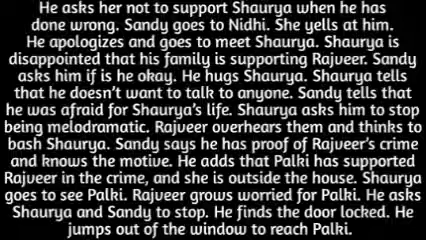 He asks her not to support Shaurya when he has
done wrong. Sandy goes to Nidhi. She yells at him.
He apologizes and goes to meet Shaurya. Shaurya is
disappointed that his family is supporting Rajveer. Sandy
asks him if is he okay. He hugs Shaurya. Shaurya tells
that he doesn't want to talk to anyone. Sandy tells that
he was afraid for Shaurya's life. Shaurya asks him to stop
being melodramatic. Rajveer overhears them and thinks to
bash Shaurya. Sandy says he has proof of Rajveer's crime
and knows the motive. He adds that Palki has supported
Rajveer in the crime, and she is outside the house. Shaurya
goes to see Palki. Rajveer grows worried for Palki. He asks
Shaurya and Sandy to stop. He finds the door locked. He
jumps out of the window to reach Palki.